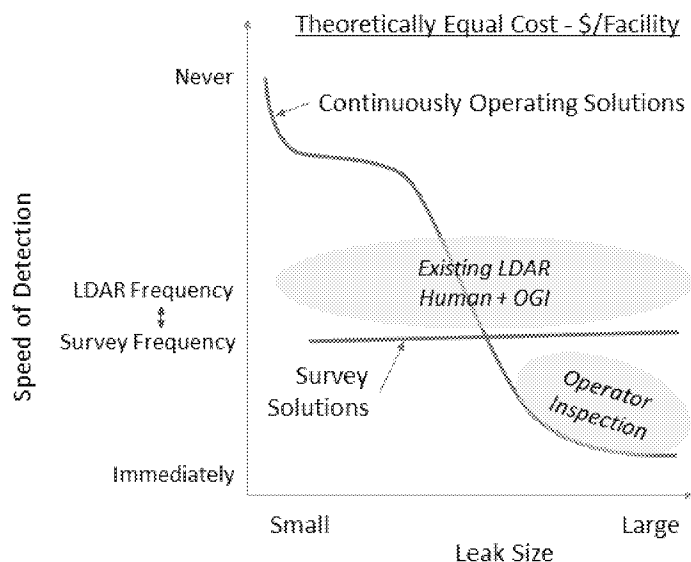 Theoretically Equal Cost - $/Facility
Never
Continuously Operating Solutions
Speed of Detection
Existing LDAR
Human + OGI
LDAR Frequency
Survey Frequency
Survey
Solutions
Operator
Inspection
Immediately
Small
Large
Leak Size